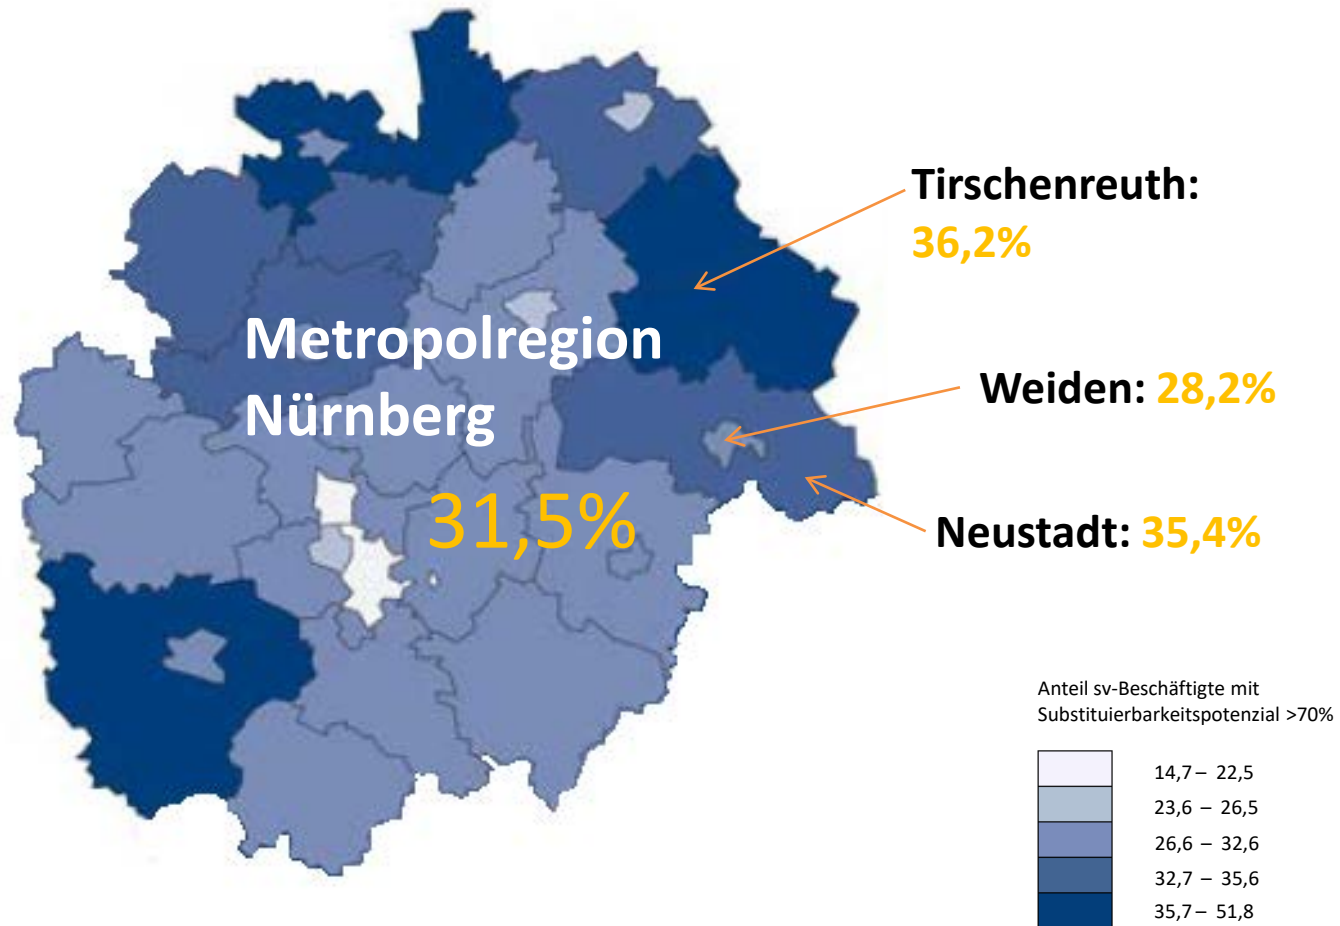 Tirschenreuth:
36,2%
Metropolregion
Nürnberg
31,5%
Weiden: 28,2%
Neustadt: 35,4%
Anteil sv-Beschäftigte mit
Substituierbarkeitspotenzial >70%
14,7 – 22,5
23,6 – 26,5
26,6 – 32,6
32,7 – 35,6
35,7 – 51,8